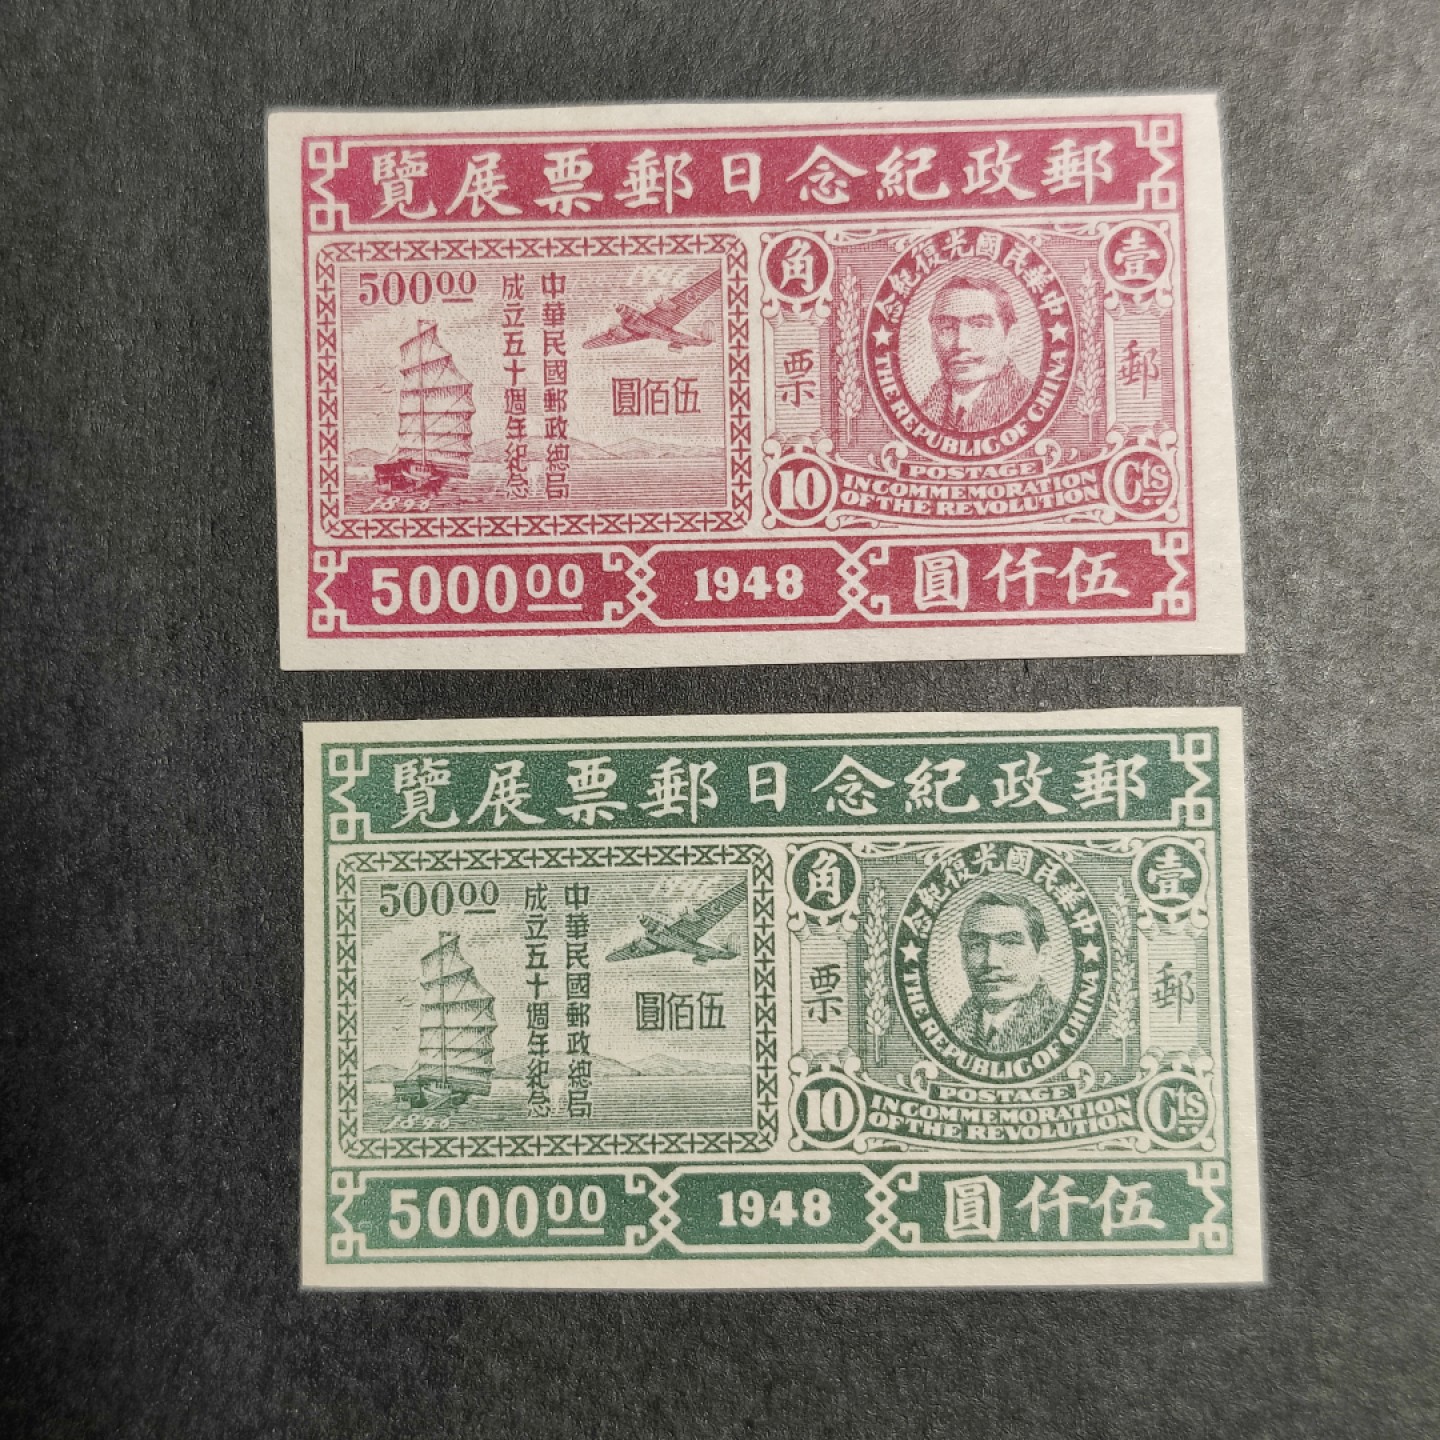 郵政紀念日郵票展覽
500 00
中華民國郵政總局
成立五十週年紀念
伍佰圓
1896
壹角
中華民國光復紀念
郵票
THE REPUBLIC OF CHINA
POSTAGE
10 IN COMMEMORATION Cts
OF THE REVOLUTION
5000 00 1948 伍仟圓
郵政紀念日郵票展覽
500 00
中華民國郵政總局
成立五十週年紀念
伍佰圓
1896
壹角
中華民國光復紀念
郵票
THE REPUBLIC OF CHINA
POSTAGE
10 IN COMMEMORATION Cts
OF THE REVOLUTION
5000 00 1948 伍仟圓